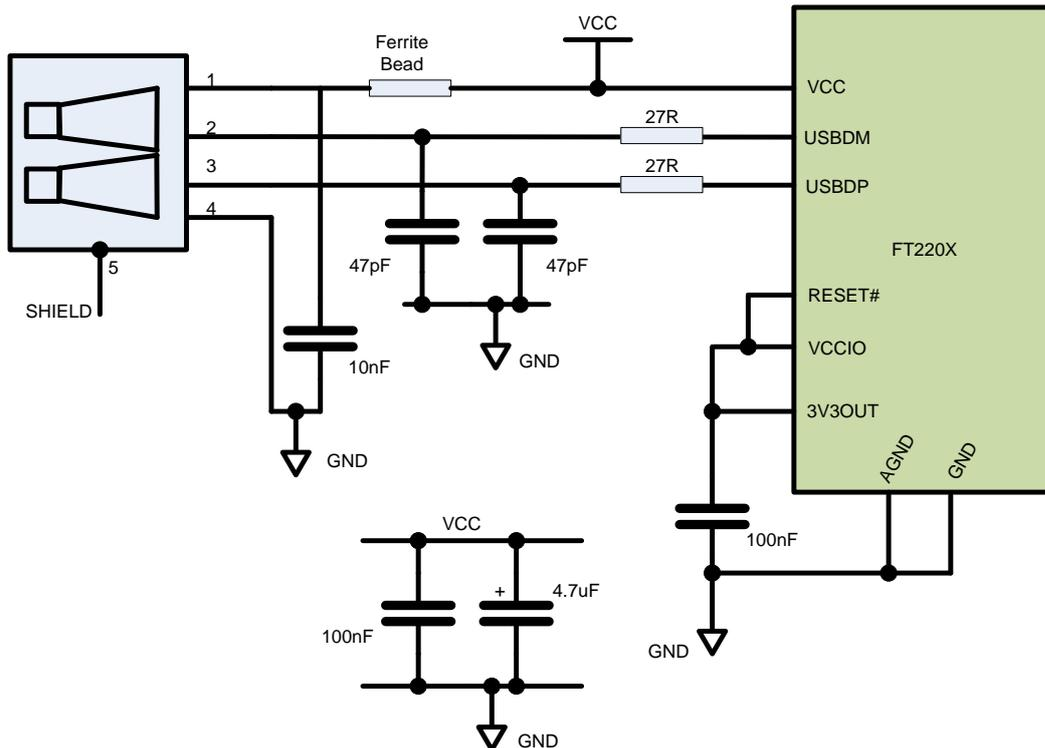 VCC
Ferrite
Bead
1
VCC
27R
2
USBDM
27R
3
USBDP
4
47pF
47pF
FT220X
5
SHIELD
RESET#
GND
10nF
VCCIO
3V3OUT
GND
AGND
GND
VCC
100nF
+
4.7uF
100nF
GND
GND